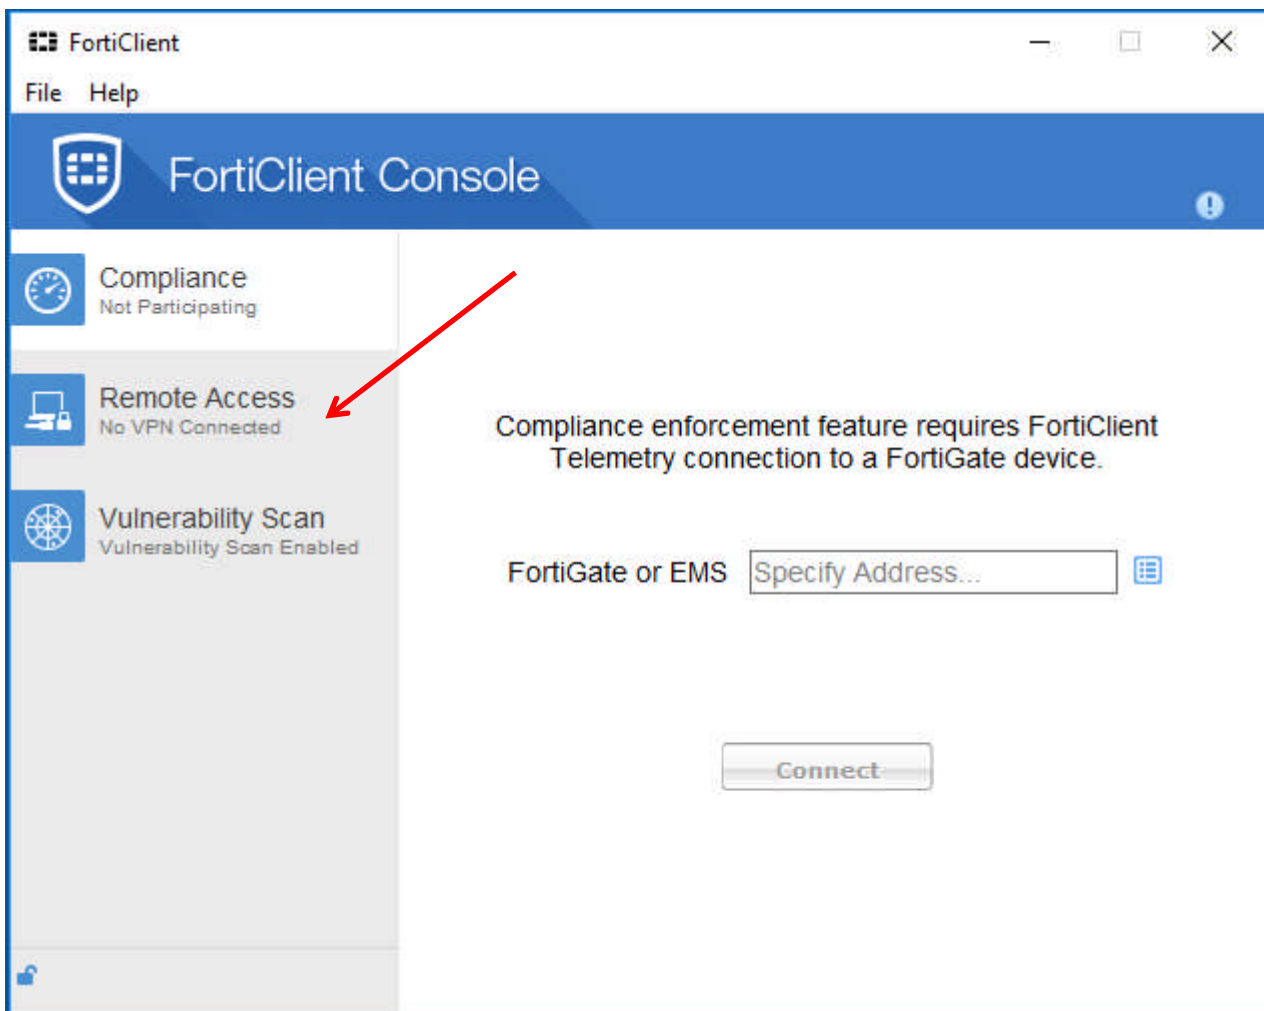 FortiClient
File Help
FortiClient Console
Compliance
Not Participating
Remote Access
No VPN Connected
Vulnerability Scan
Vulnerability Scan Enabled
Compliance enforcement feature requires FortiClient
Telemetry connection to a FortiGate device.
FortiGate or EMS Specify Address...
Connect